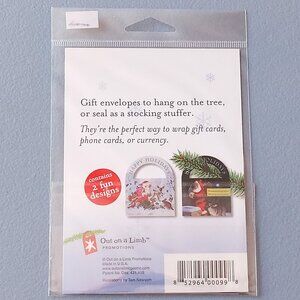 Gift envelopes to hang on the tree,
or seal as a stocking stuffer.
They're the perfect way to wrap gift cards,
phone cards, or currency.
contains
2 fun
designs
HAPPY HOLIDAYS
Out on a Limb™
PROMOTIONS
© Out on a Limb Promotions
Made in U.S.A.
8 52964 00099 8